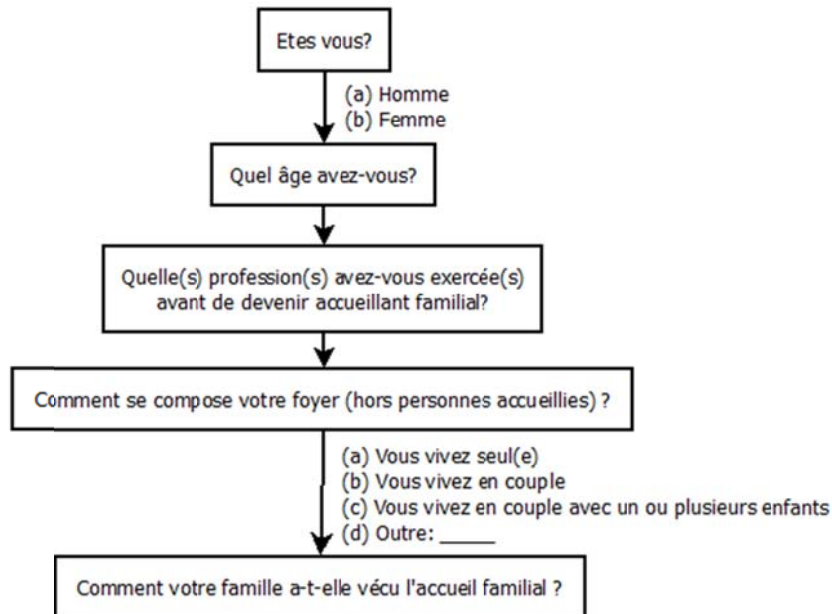 Etes vous?
(a) Homme
(b) Femme
Quel âge avez-vous?
Quelle(s) profession(s) avez-vous exercée(s)
avant de devenir accueillant familial?
Comment se compose votre foyer (hors personnes accueillies) ?
(a) Vous vivez seul(e)
(b) Vous vivez en couple
(c) Vous vivez en couple avec un ou plusieurs enfants
(d) Outre: _____
Comment votre famille a-t-elle vécu l'accueil familial ?